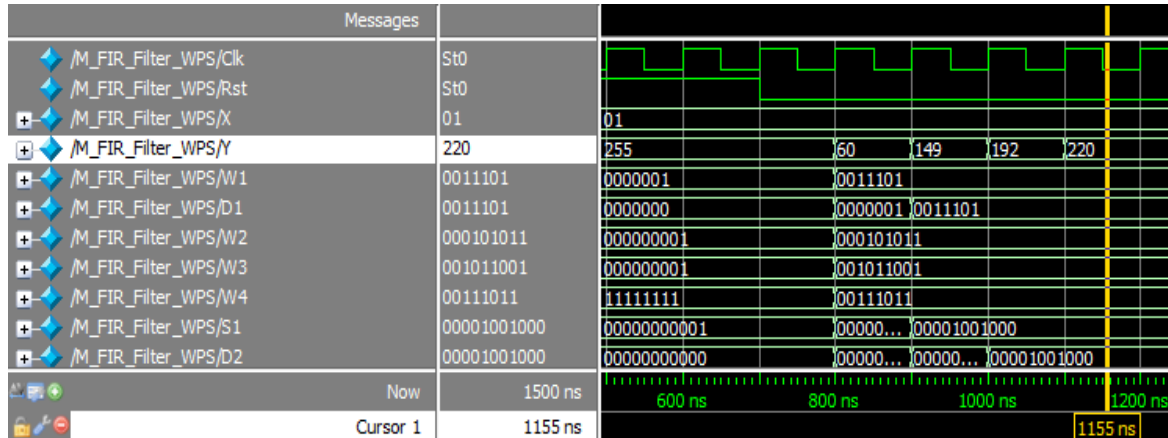 Messages
/M_FIR_Filter_WPS/Clk St0
/M_FIR_Filter_WPS/Rst St0
/M_FIR_Filter_WPS/X 01 01
/M_FIR_Filter_WPS/Y 220 255 60 149 192 220
/M_FIR_Filter_WPS/W1 0011101 0000001 0011101
/M_FIR_Filter_WPS/D1 0011101 0000000 0000001 0011101
/M_FIR_Filter_WPS/W2 000101011 000000001 000101011
/M_FIR_Filter_WPS/W3 001011001 000000001 001011001
/M_FIR_Filter_WPS/W4 00111011 11111111 00111011
/M_FIR_Filter_WPS/S1 00001001000 00000000001 00000... 00001001000
/M_FIR_Filter_WPS/D2 00001001000 00000000000 00000... 00000... 00001001000
Now 1500 ns 600 ns 800 ns 1000 ns 1200 ns
Cursor 1 1155 ns 1155 ns